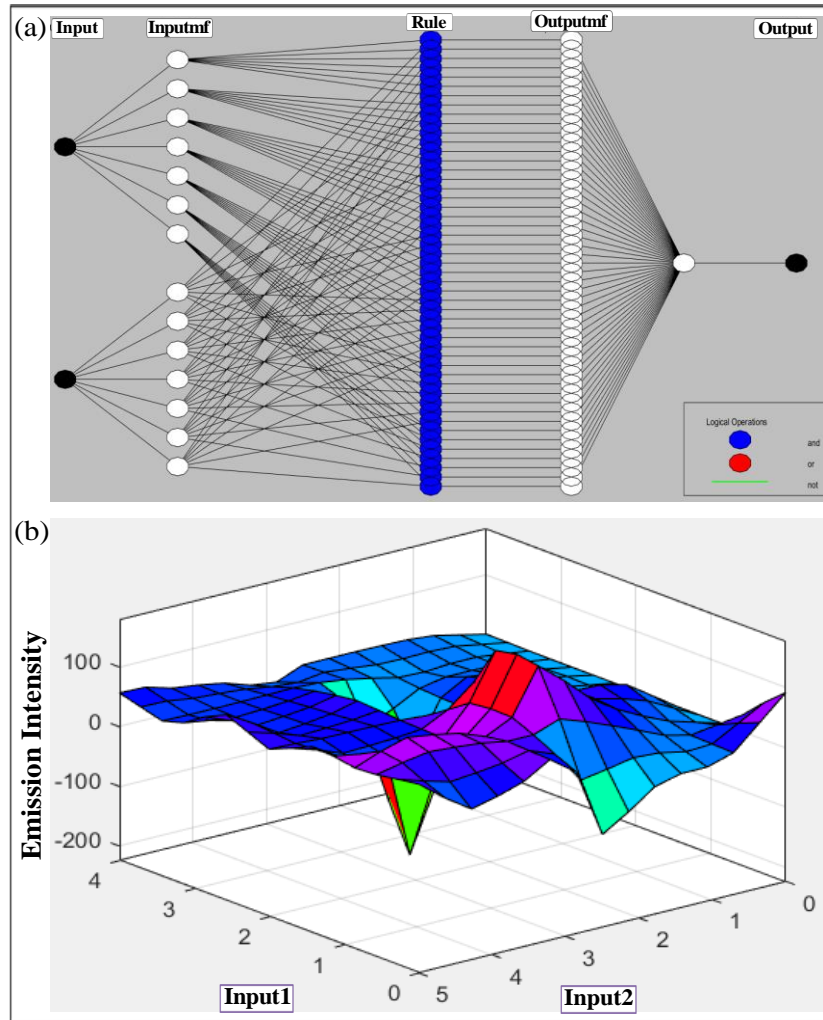 (a)
Input
Inputmf
Rule
Outputmf
Output
Logical Operations
and
or
not
(b)
Emission Intensity
100
0
-100
-200
4
3
2
1
0
5
4
3
2
1
0
Input1
Input2